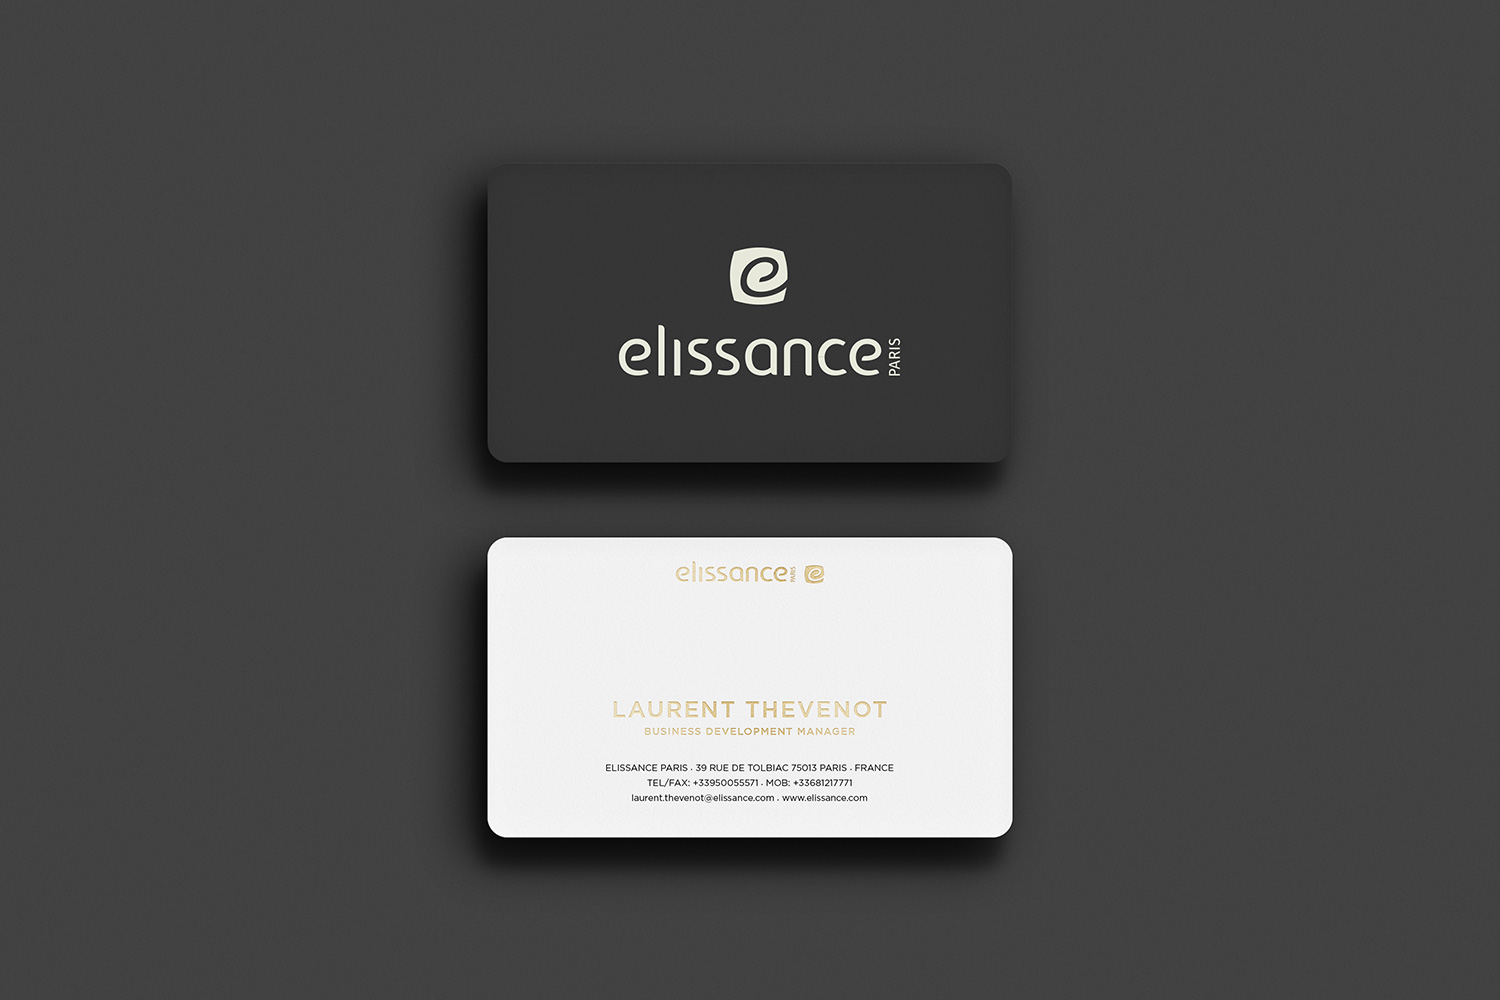 elissance PARIS
elissance PARIS
LAURENT THEVENOT
BUSINESS DEVELOPMENT MANAGER
ELISSANCE PARIS . 39 RUE DE TOLBIAC 75013 PARIS . FRANCE
TEL/FAX: +33950055571 . MOB: +33681217771
laurent.thevenot@elissance.com . www.elissance.com